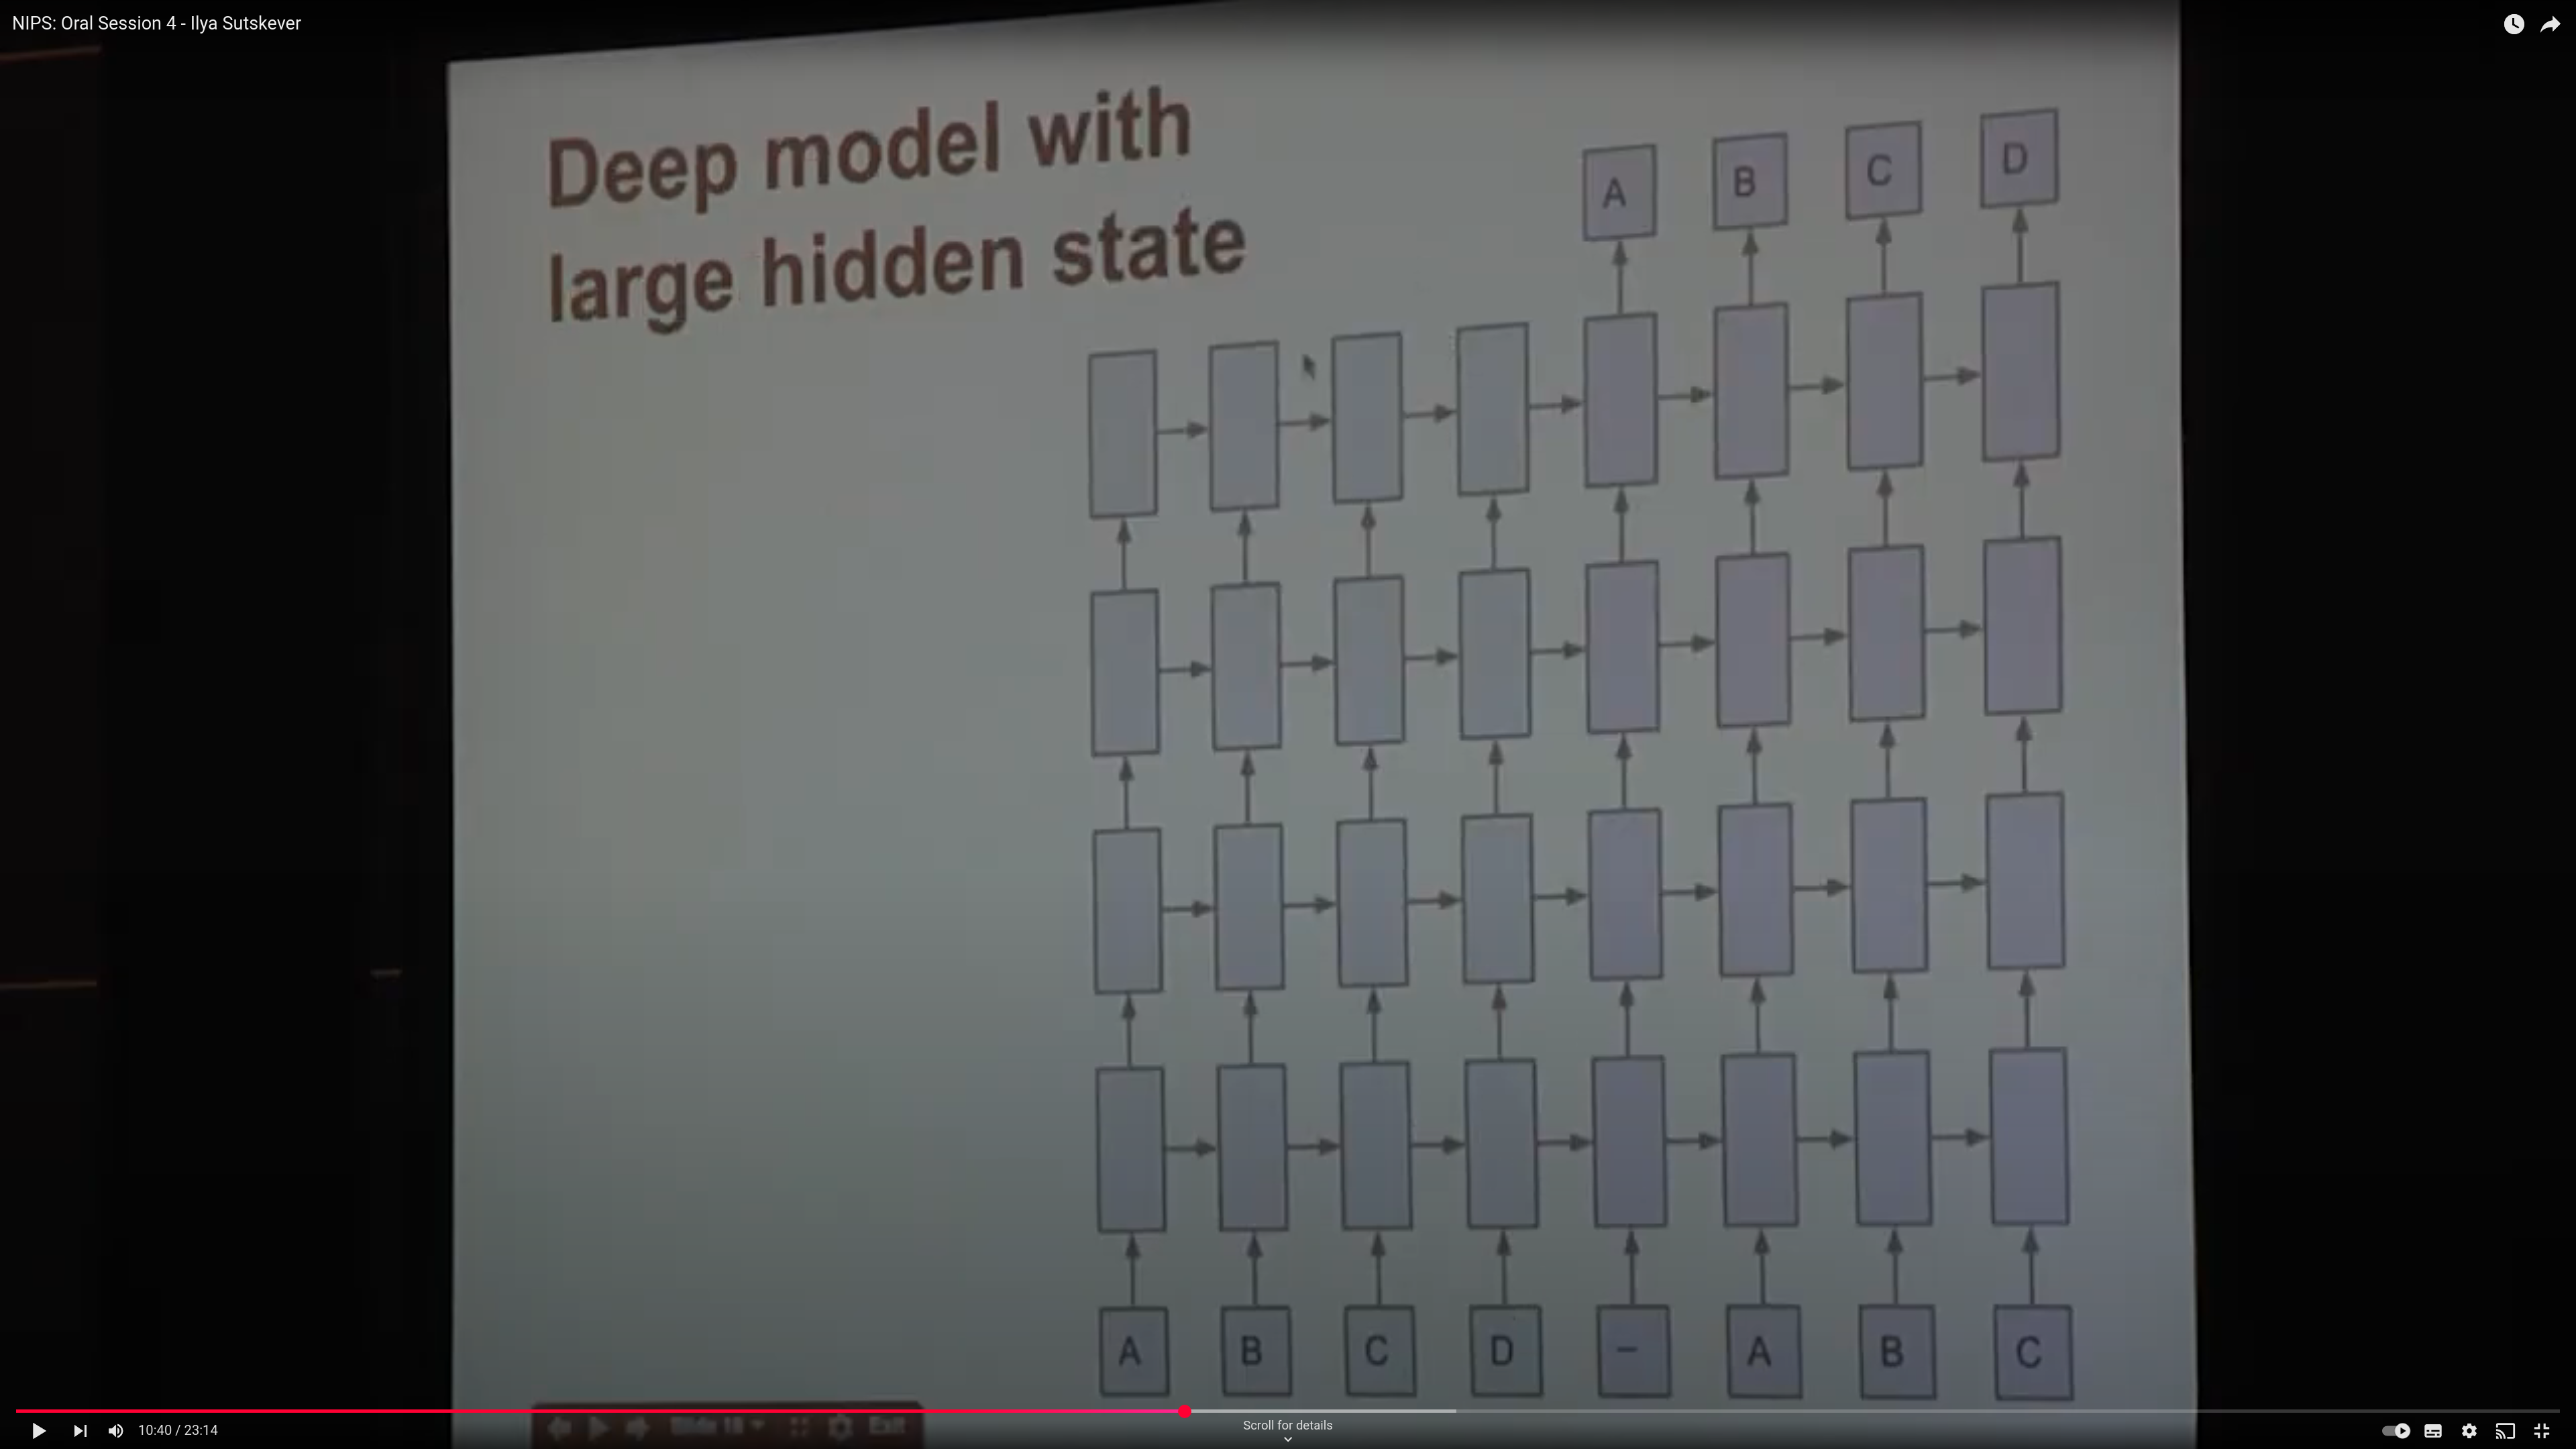 NIPS: Oral Session 4 - Ilya Sutskever
Deep model with
large hidden state
A B C D
A B C D – A B C
Slide 18
Exit
10:40 / 23:14
Scroll for details